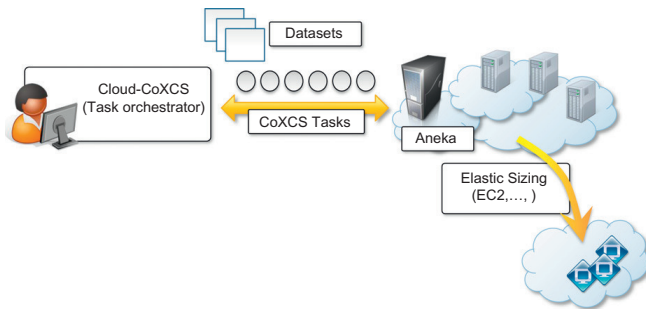 Datasets
Cloud-CoXCS
(Task orchestrator)
CoXCS Tasks
Aneka
Elastic Sizing
(EC2,…, )